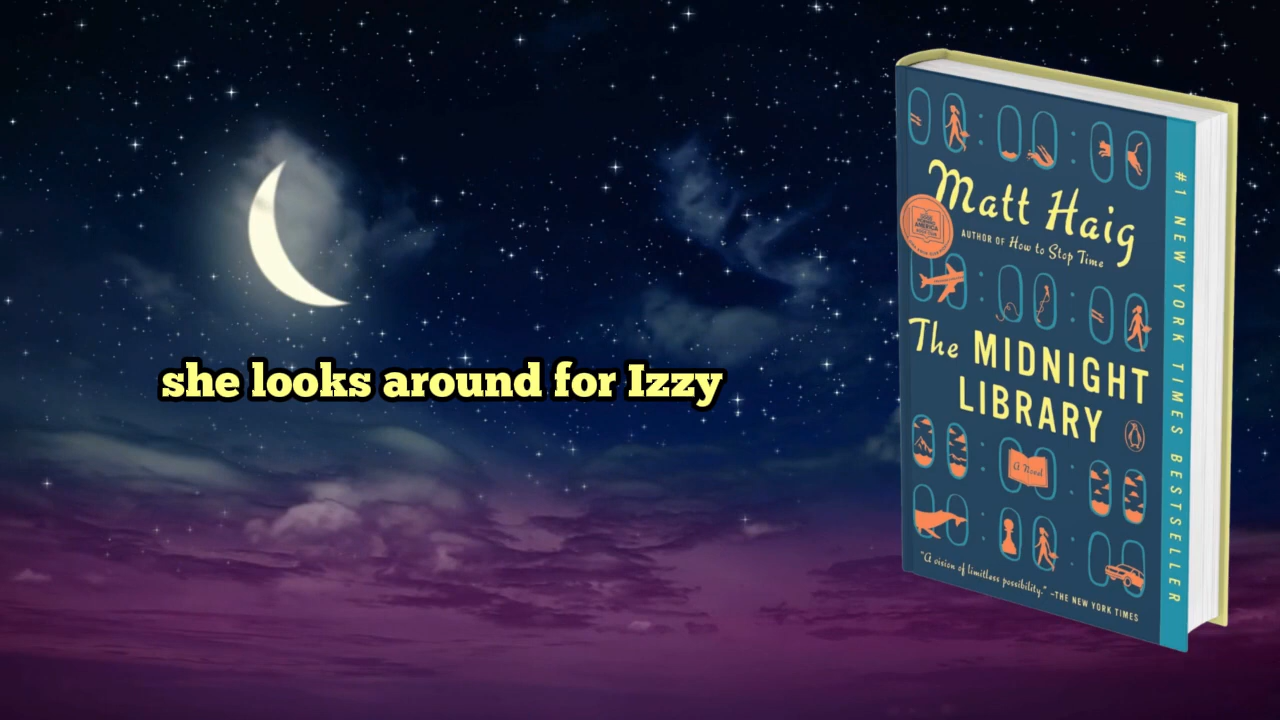 she looks around for Izzy
Matt Haig
AUTHOR OF How to Stop Time
The MIDNIGHT
LIBRARY
A Novel
"A vision of limitless possibility." —THE NEW YORK TIMES
#1 NEW YORK TIMES BESTSELLER